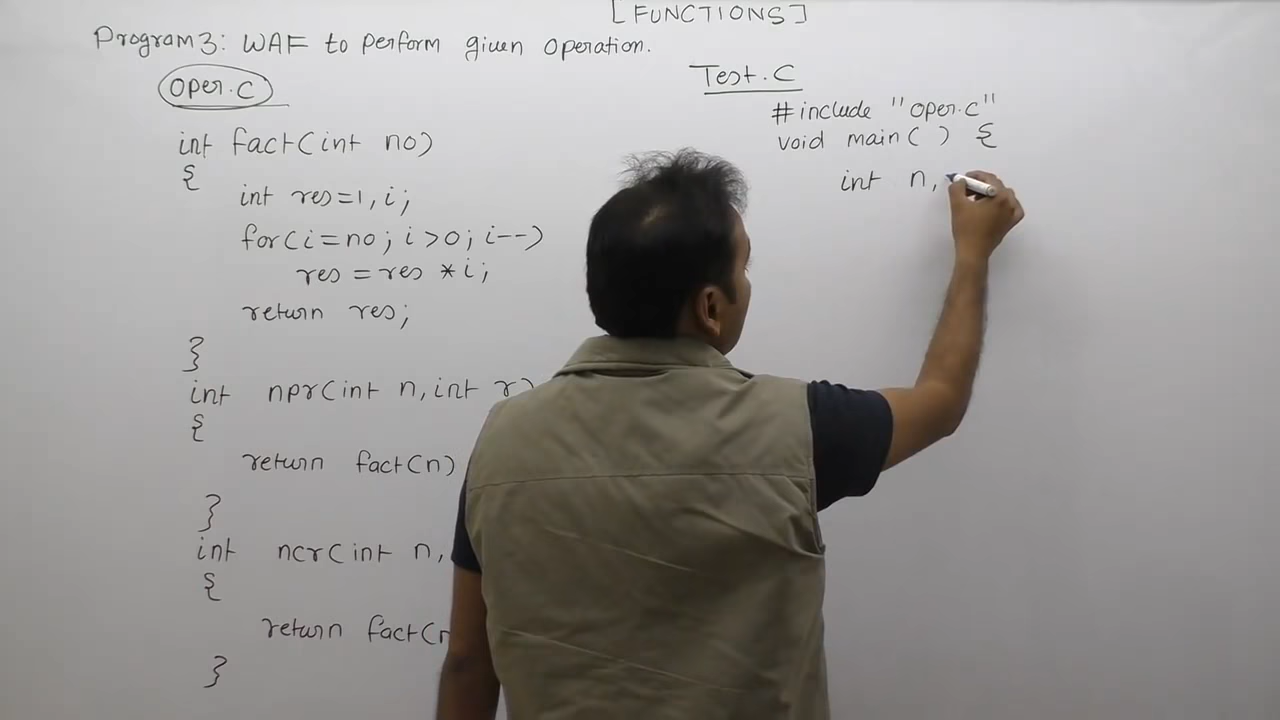 [FUNCTIONS]
Program3: WAF to perform given operation.
Oper.C
int fact(int no)
{
int res=1,i;
for(i=no; i>0; i--)
res = res * i;
return res;
}
int npr(int n, int r)
{
return fact(n)
}
int ncr(int n,
{
return fact(n
}
Test.C
#include "oper.c"
void main( ) {
int n,